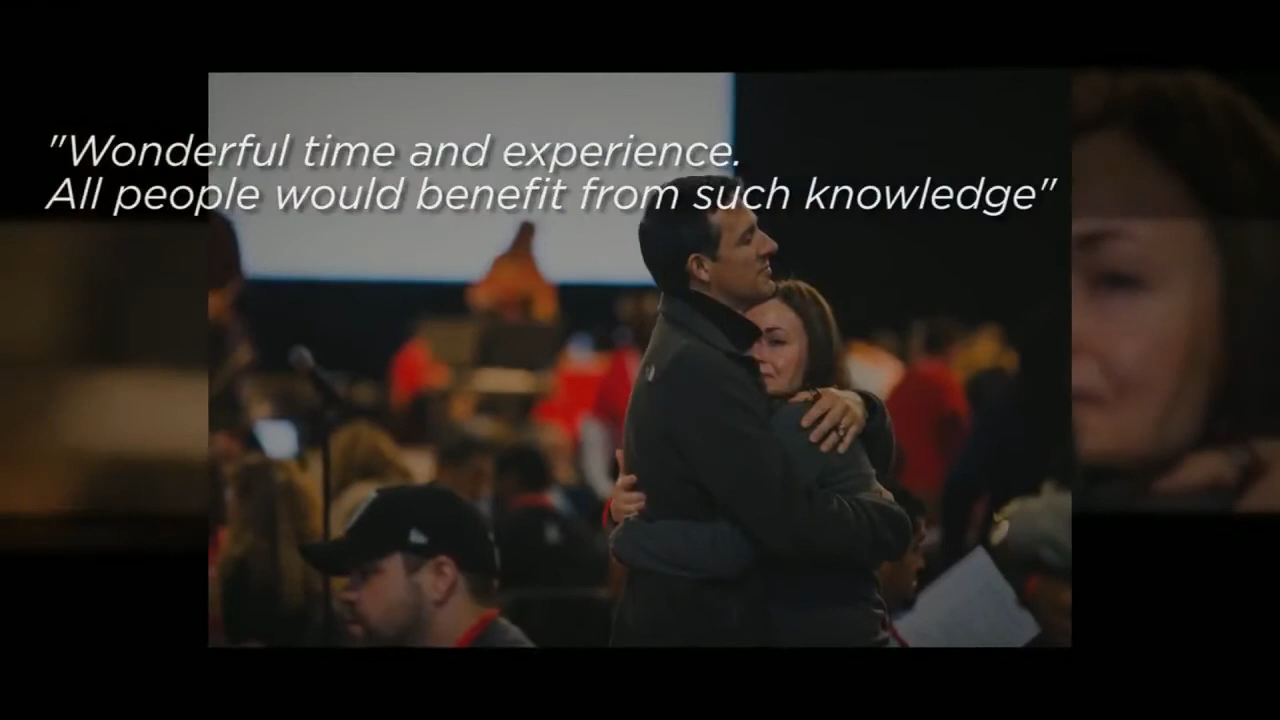 "Wonderful time and experience.
All people would benefit from such knowledge"